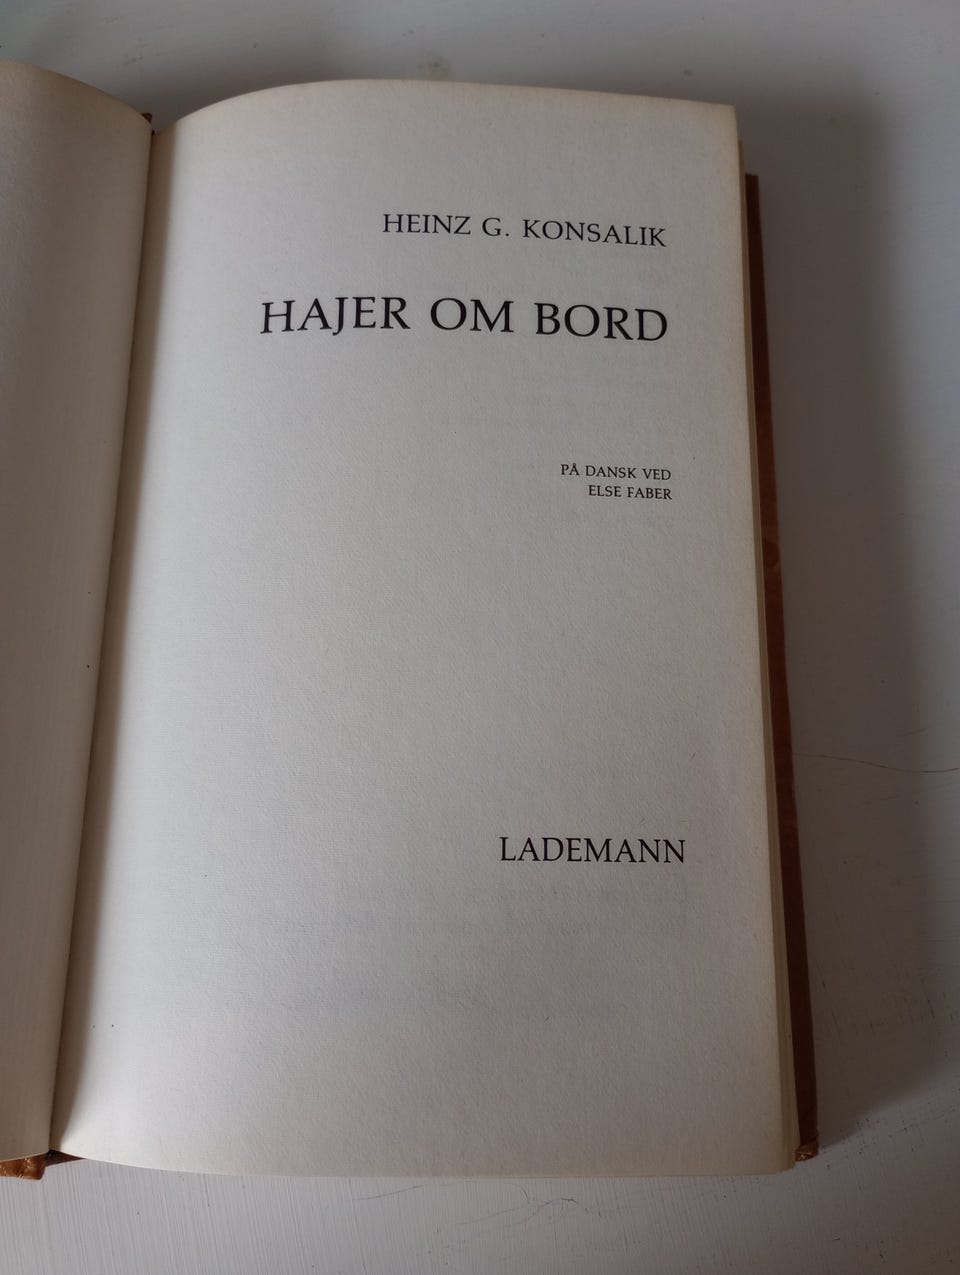 HEINZ G. KONSALIK
HAJER OM BORD
PÅ DANSK VED
ELSE FABER
LADEMANN